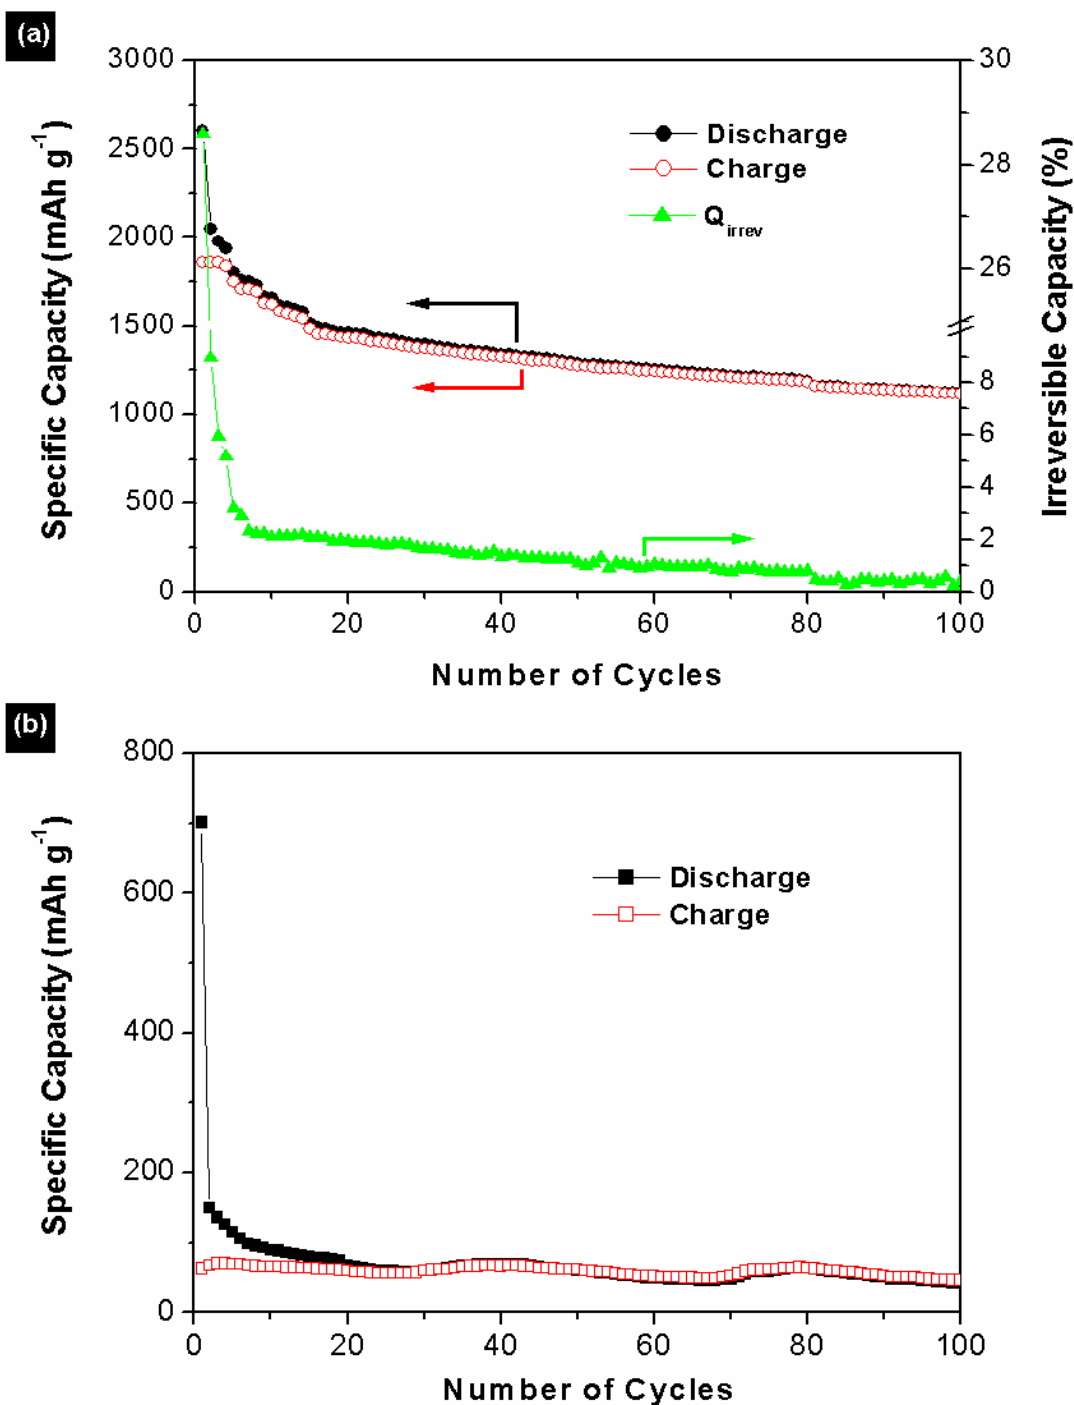 (a)
3000
2500
2000
1500
1000
500
0
Specific Capacity (mAh g⁻¹)
Discharge
Charge
Q irrev
30
28
26
8
6
4
2
0
Irreversible Capacity (%)
0 20 40 60 80 100
Number of Cycles
(b)
800
600
400
200
0
Specific Capacity (mAh g⁻¹)
Discharge
Charge
0 20 40 60 80 100
Number of Cycles